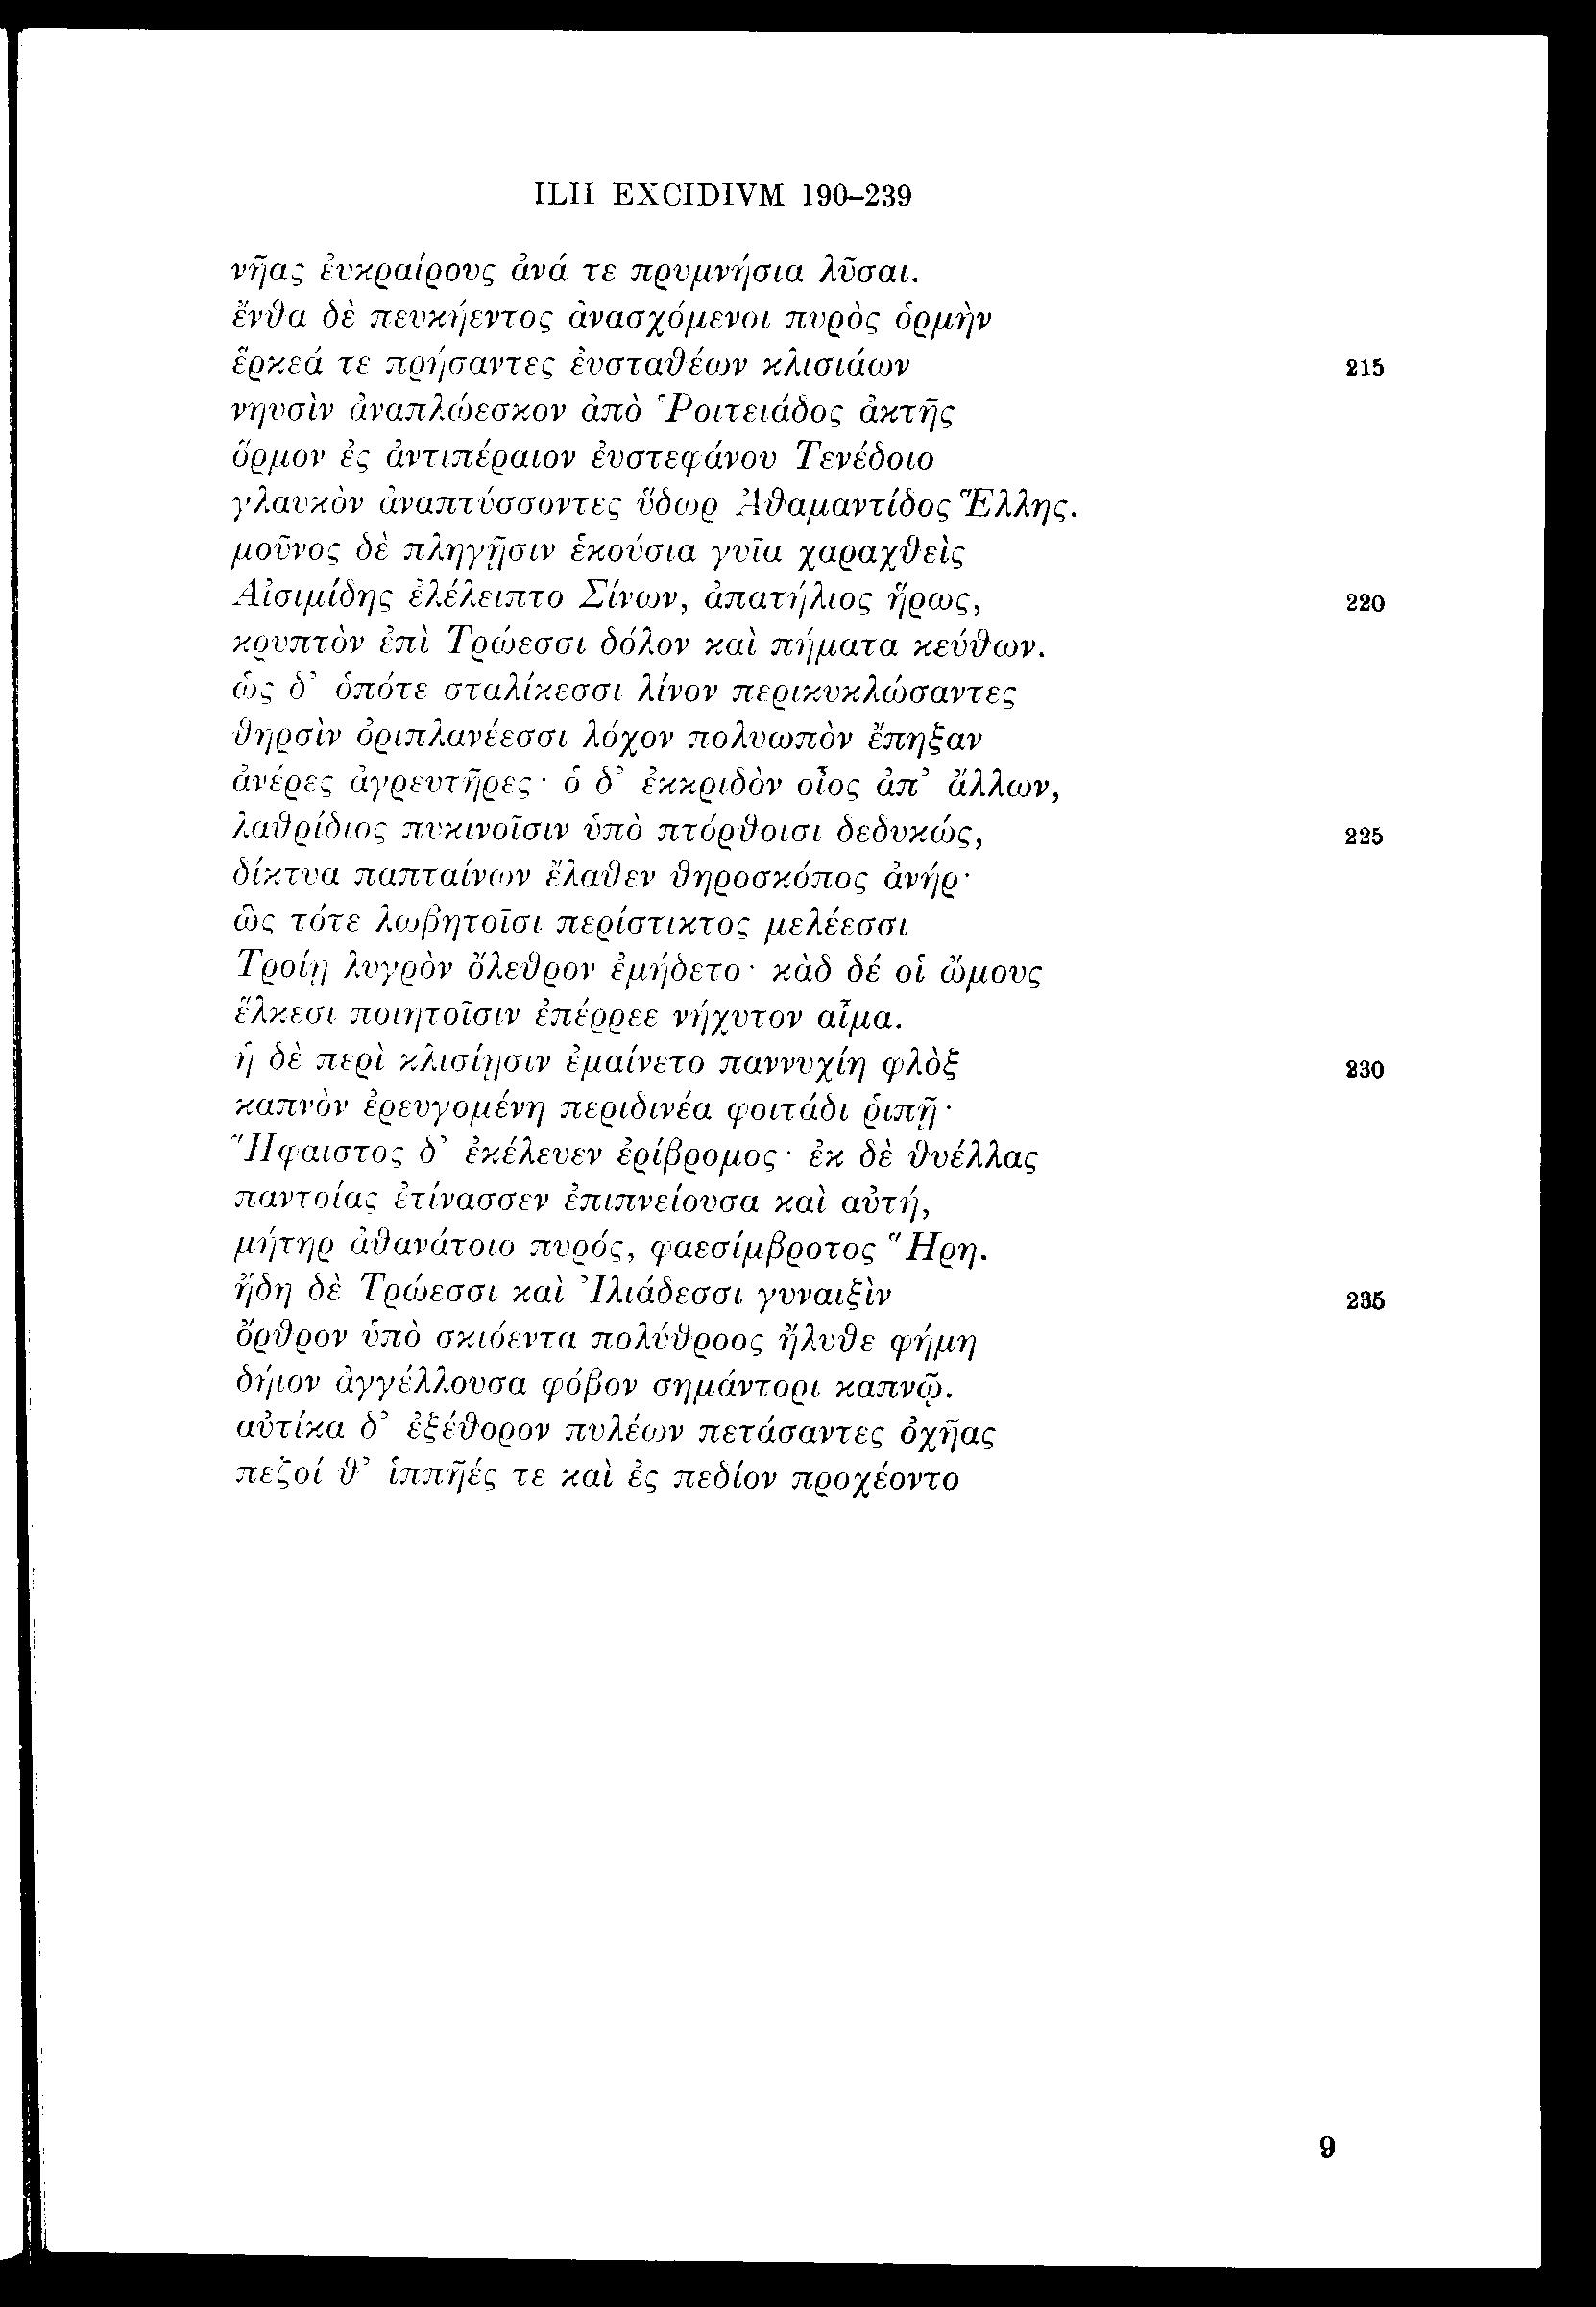 ILII EXCIDIVM 190–239
νῆας ἐυκραίρους ἀνά τε πρυμνήσια λῦσαι.
ἔνθα δὲ πευκήεντος ἀνασχόμενοι πυρὸς ὁρμὴν
ἕρκεά τε πρήσαντες ἐυσταθέων κλισιάων 215
νηυσὶν ἀναπλώεσκον ἀπὸ Ῥοιτειάδος ἀκτῆς
ὅρμον ἐς ἀντιπέραιον ἐυστεφάνου Τενέδοιο
γλαυκὸν ἀναπτύσσοντες ὕδωρ Ἀθαμαντίδος Ἕλλης.
μοῦνος δὲ πληγῇσιν ἑκούσια γυῖα χαραχθεὶς
Αἰσιμίδης ἐλέλειπτο Σίνων, ἀπατήλιος ἥρως, 220
κρυπτὸν ἐπὶ Τρώεσσι δόλον καὶ πήματα κεύθων.
ὡς δ’ ὁπότε σταλίκεσσι λίνον περικυκλώσαντες
θηρσὶν ὀριπλανέεσσι λόχον πολυωπὸν ἔπηξαν
ἀνέρες ἀγρευτῆρες· ὁ δ’ ἐκκριδὸν οἶος ἀπ’ ἄλλων,
λαθρίδιος πυκινοῖσιν ὑπὸ πτόρθοισι δεδυκώς, 225
δίκτυα παπταίνων ἔλαθεν θηροσκόπος ἀνήρ·
ὣς τότε λωβητοῖσι περίστικτος μελέεσσι
Τροίῃ λυγρὸν ὄλεθρον ἐμήδετο· κὰδ δέ οἱ ὤμους
ἕλκεσι ποιητοῖσιν ἐπέρρεε νήχυτον αἷμα.
ἡ δὲ περὶ κλισίῃσιν ἐμαίνετο παννυχίη φλὸξ 230
καπνὸν ἐρευγομένη περιδινέα φοιτάδι ῥιπῇ·
Ἥφαιστος δ’ ἐκέλευεν ἐρίβρομος· ἐκ δὲ θυέλλας
παντοίας ἐτίνασσεν ἐπιπνείουσα καὶ αὐτή,
μήτηρ ἀθανάτοιο πυρός, φαεσίμβροτος Ἥρη.
ἤδη δὲ Τρώεσσι καὶ Ἰλιάδεσσι γυναιξὶν 235
ὄρθρον ὑπὸ σκιόεντα πολύθροος ἤλυθε φήμη
δήιον ἀγγέλλουσα φόβον σημάντορι καπνῷ.
αὐτίκα δ’ ἐξέθορον πυλέων πετάσαντες ὀχῆας
πεζοί θ’ ἱππῆές τε καὶ ἐς πεδίον προχέοντο
9